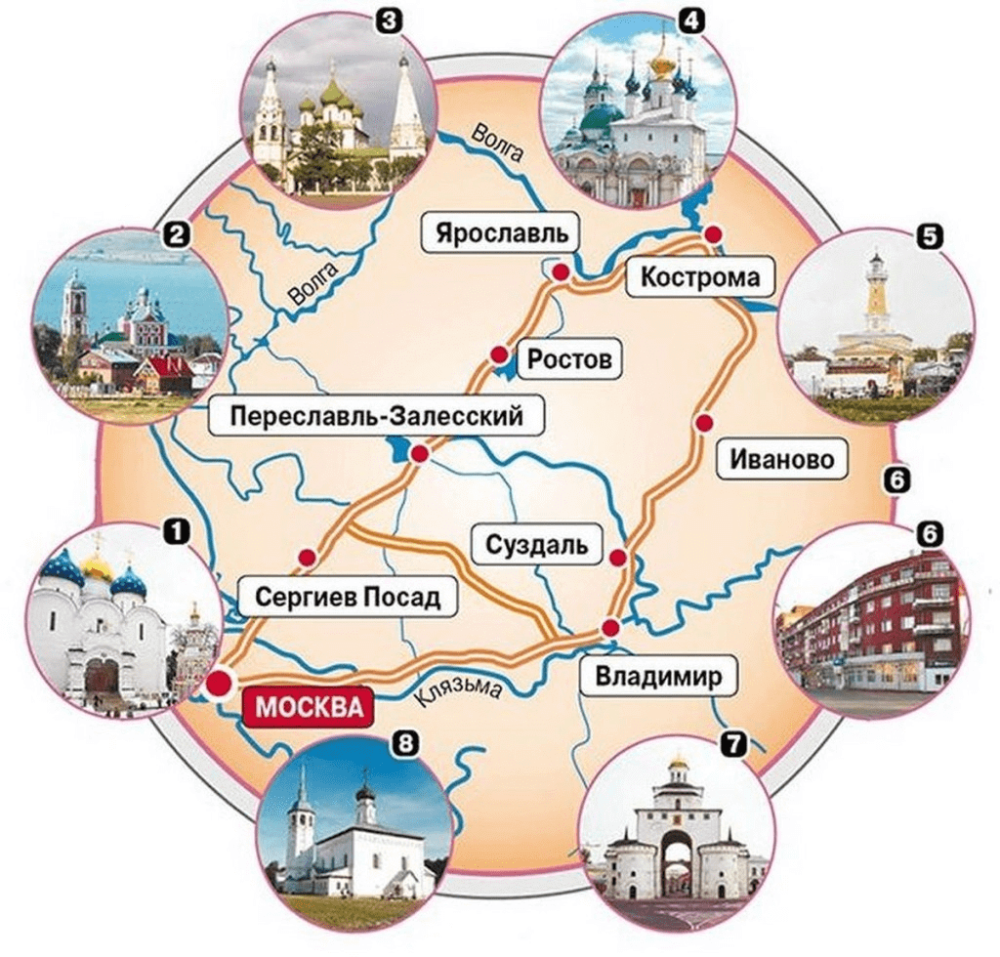 3
4
Волга
2
Ярославль
5
Кострома
Волга
Ростов
Переславль-Залесский
Иваново
6
1
Суздаль
6
Сергиев Посад
Владимир
МОСКВА
Клязьма
8
7